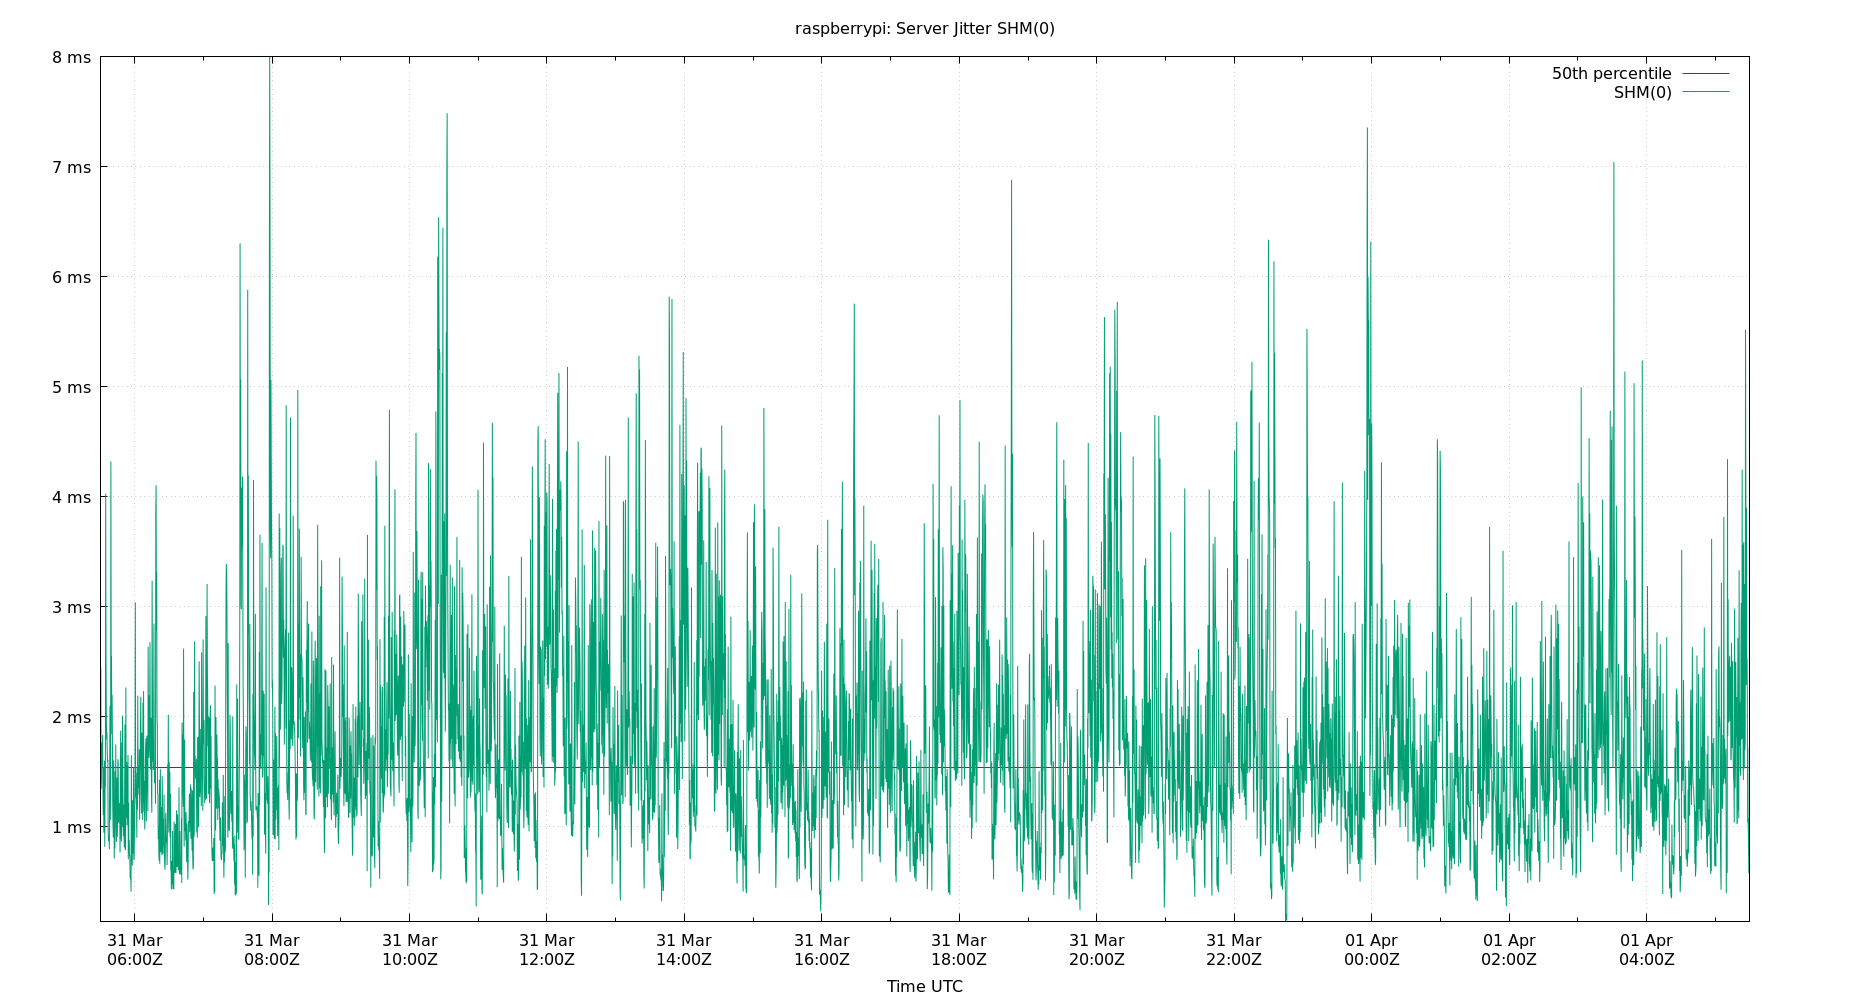 raspberrypi: Server Jitter SHM(0)
8 ms
7 ms
6 ms
5 ms
4 ms
3 ms
2 ms
1 ms
50th percentile
SHM(0)
31 Mar 31 Mar 31 Mar 31 Mar 31 Mar 31 Mar 31 Mar 31 Mar 31 Mar 01 Apr 01 Apr 01 Apr
06:00Z 08:00Z 10:00Z 12:00Z 14:00Z 16:00Z 18:00Z 20:00Z 22:00Z 00:00Z 02:00Z 04:00Z
Time UTC